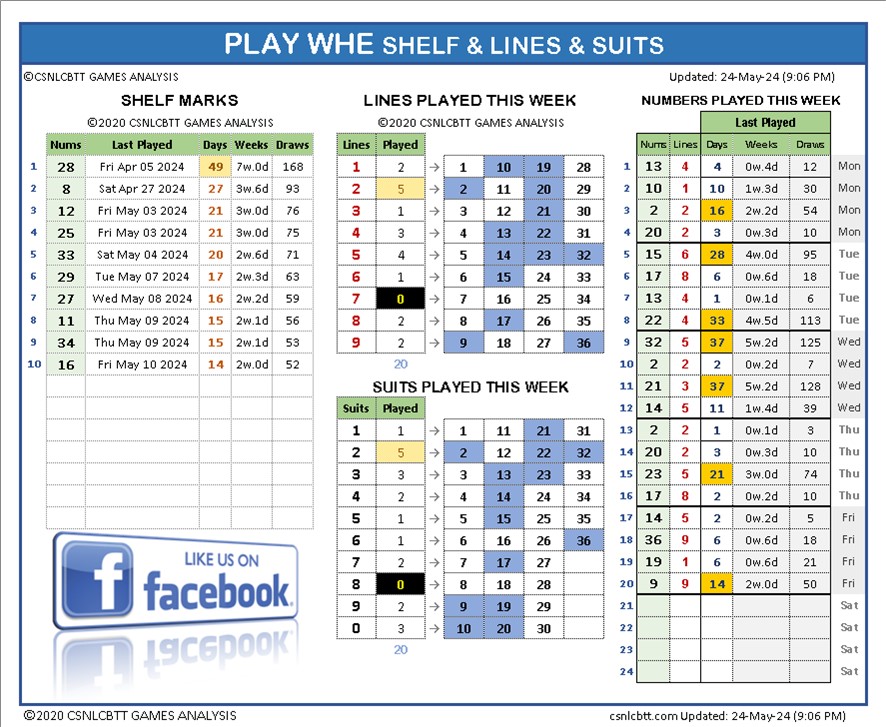 PLAY WHE SHELF & LINES & SUITS
©CSNLCBTT GAMES ANALYSIS
Updated: 24-May-24 (9:06 PM)
SHELF MARKS
©2020 CSNLCBTT GAMES ANALYSIS
Nums Last Played Days Weeks Draws
1 28 Fri Apr 05 2024 49 7w.0d 168
2 8 Sat Apr 27 2024 27 3w.6d 93
3 12 Fri May 03 2024 21 3w.0d 76
4 25 Fri May 03 2024 21 3w.0d 75
5 33 Sat May 04 2024 20 2w.6d 71
6 29 Tue May 07 2024 17 2w.3d 63
7 27 Wed May 08 2024 16 2w.2d 59
8 11 Thu May 09 2024 15 2w.1d 56
9 34 Thu May 09 2024 15 2w.1d 53
10 16 Fri May 10 2024 14 2w.0d 52
LIKE US ON
f facebook
LINES PLAYED THIS WEEK
©2020 CSNLCBTT GAMES ANALYSIS
Lines Played
1 2 → 1 10 19 28
2 5 → 2 11 20 29
3 1 → 3 12 21 30
4 3 → 4 13 22 31
5 4 → 5 14 23 32
6 1 → 6 15 24 33
7 0 → 7 16 25 34
8 2 → 8 17 26 35
9 2 → 9 18 27 36
20
SUITS PLAYED THIS WEEK
Suits Played
1 1 → 1 11 21 31
2 5 → 2 12 22 32
3 3 → 3 13 23 33
4 2 → 4 14 24 34
5 1 → 5 15 25 35
6 1 → 6 16 26 36
7 2 → 7 17 27
8 0 → 8 18 28
9 2 → 9 19 29
0 3 → 10 20 30
20
NUMBERS PLAYED THIS WEEK
Last Played
Nums Lines Days Weeks Draws
1 13 4 4 0w.4d 12 Mon
2 10 1 10 1w.3d 30 Mon
3 2 2 16 2w.2d 54 Mon
4 20 2 3 0w.3d 10 Mon
5 15 6 28 4w.0d 95 Tue
6 17 8 6 0w.6d 18 Tue
7 13 4 1 0w.1d 6 Tue
8 22 4 33 4w.5d 113 Tue
9 32 5 37 5w.2d 125 Wed
10 2 2 2 0w.2d 7 Wed
11 21 3 37 5w.2d 128 Wed
12 14 5 11 1w.4d 39 Wed
13 2 2 1 0w.1d 3 Thu
14 20 2 3 0w.3d 10 Thu
15 23 5 21 3w.0d 74 Thu
16 17 8 2 0w.2d 10 Thu
17 14 5 2 0w.2d 5 Fri
18 36 9 6 0w.6d 18 Fri
19 19 1 6 0w.6d 21 Fri
20 9 9 14 2w.0d 50 Fri
21 Sat
22 Sat
23 Sat
24 Sat
©2020 CSNLCBTT GAMES ANALYSIS
csnlcbtt.com Updated: 24-May-24 (9:06 PM)